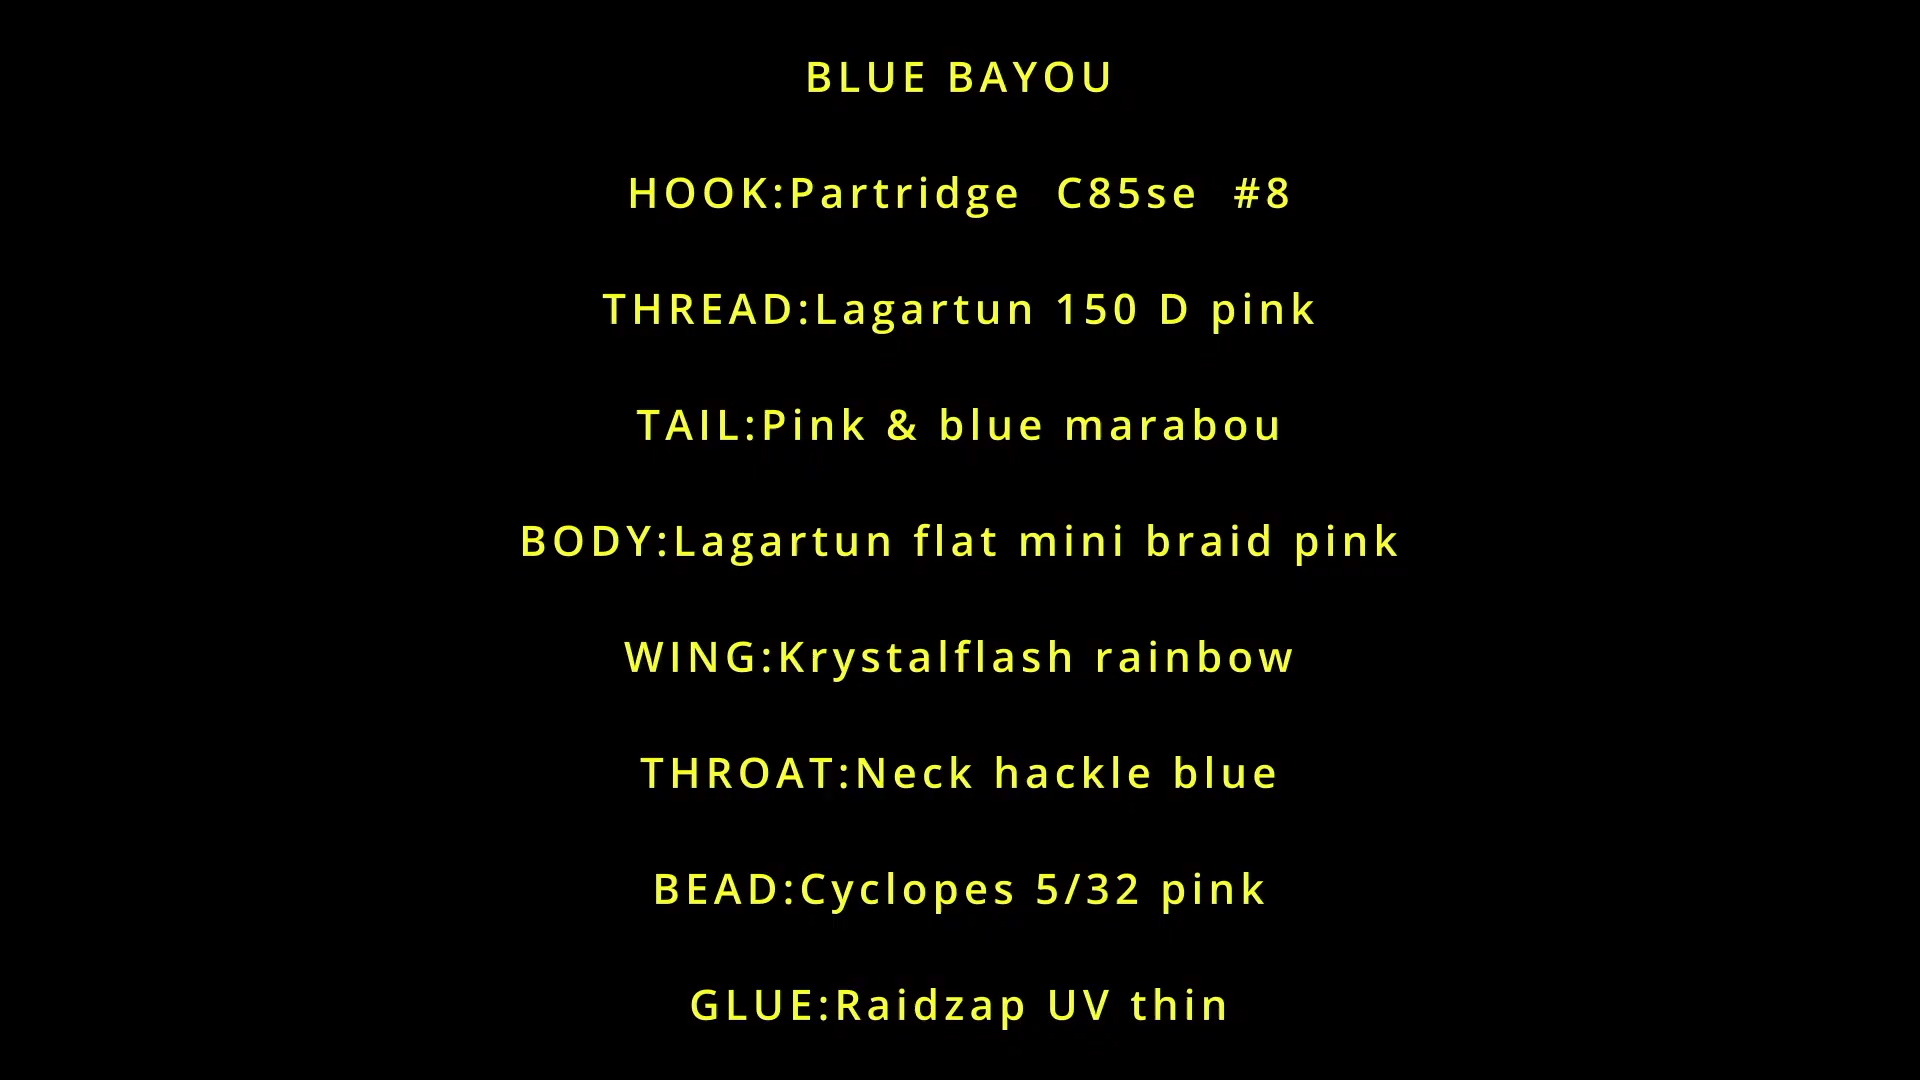 BLUE BAYOU
HOOK:Partridge  C85se  #8
THREAD:Lagartun 150 D pink
TAIL:Pink & blue marabou
BODY:Lagartun flat mini braid pink
WING:Krystalflash rainbow
THROAT:Neck hackle blue
BEAD:Cyclopes 5/32 pink
GLUE:Raidzap UV thin